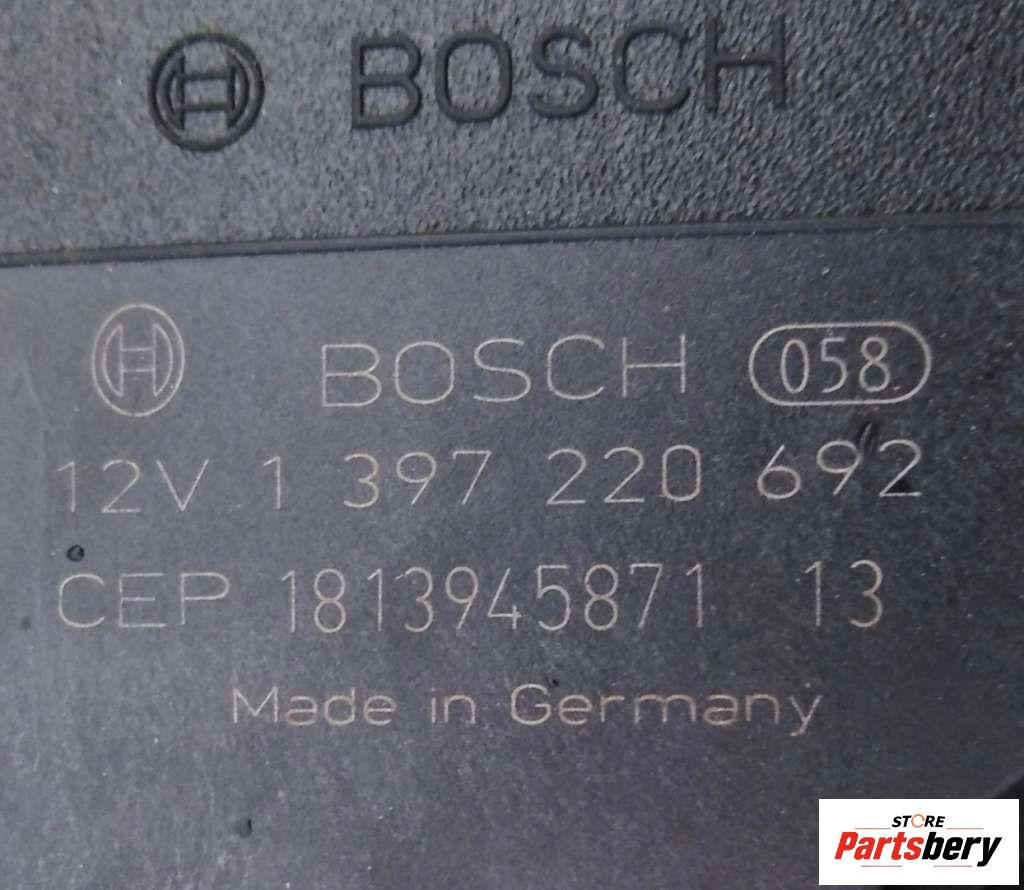 BOSCH
BOSCH 058
12V 1 397 220 692
CEP 1813945871 13
Made in Germany
STORE
Partsbery